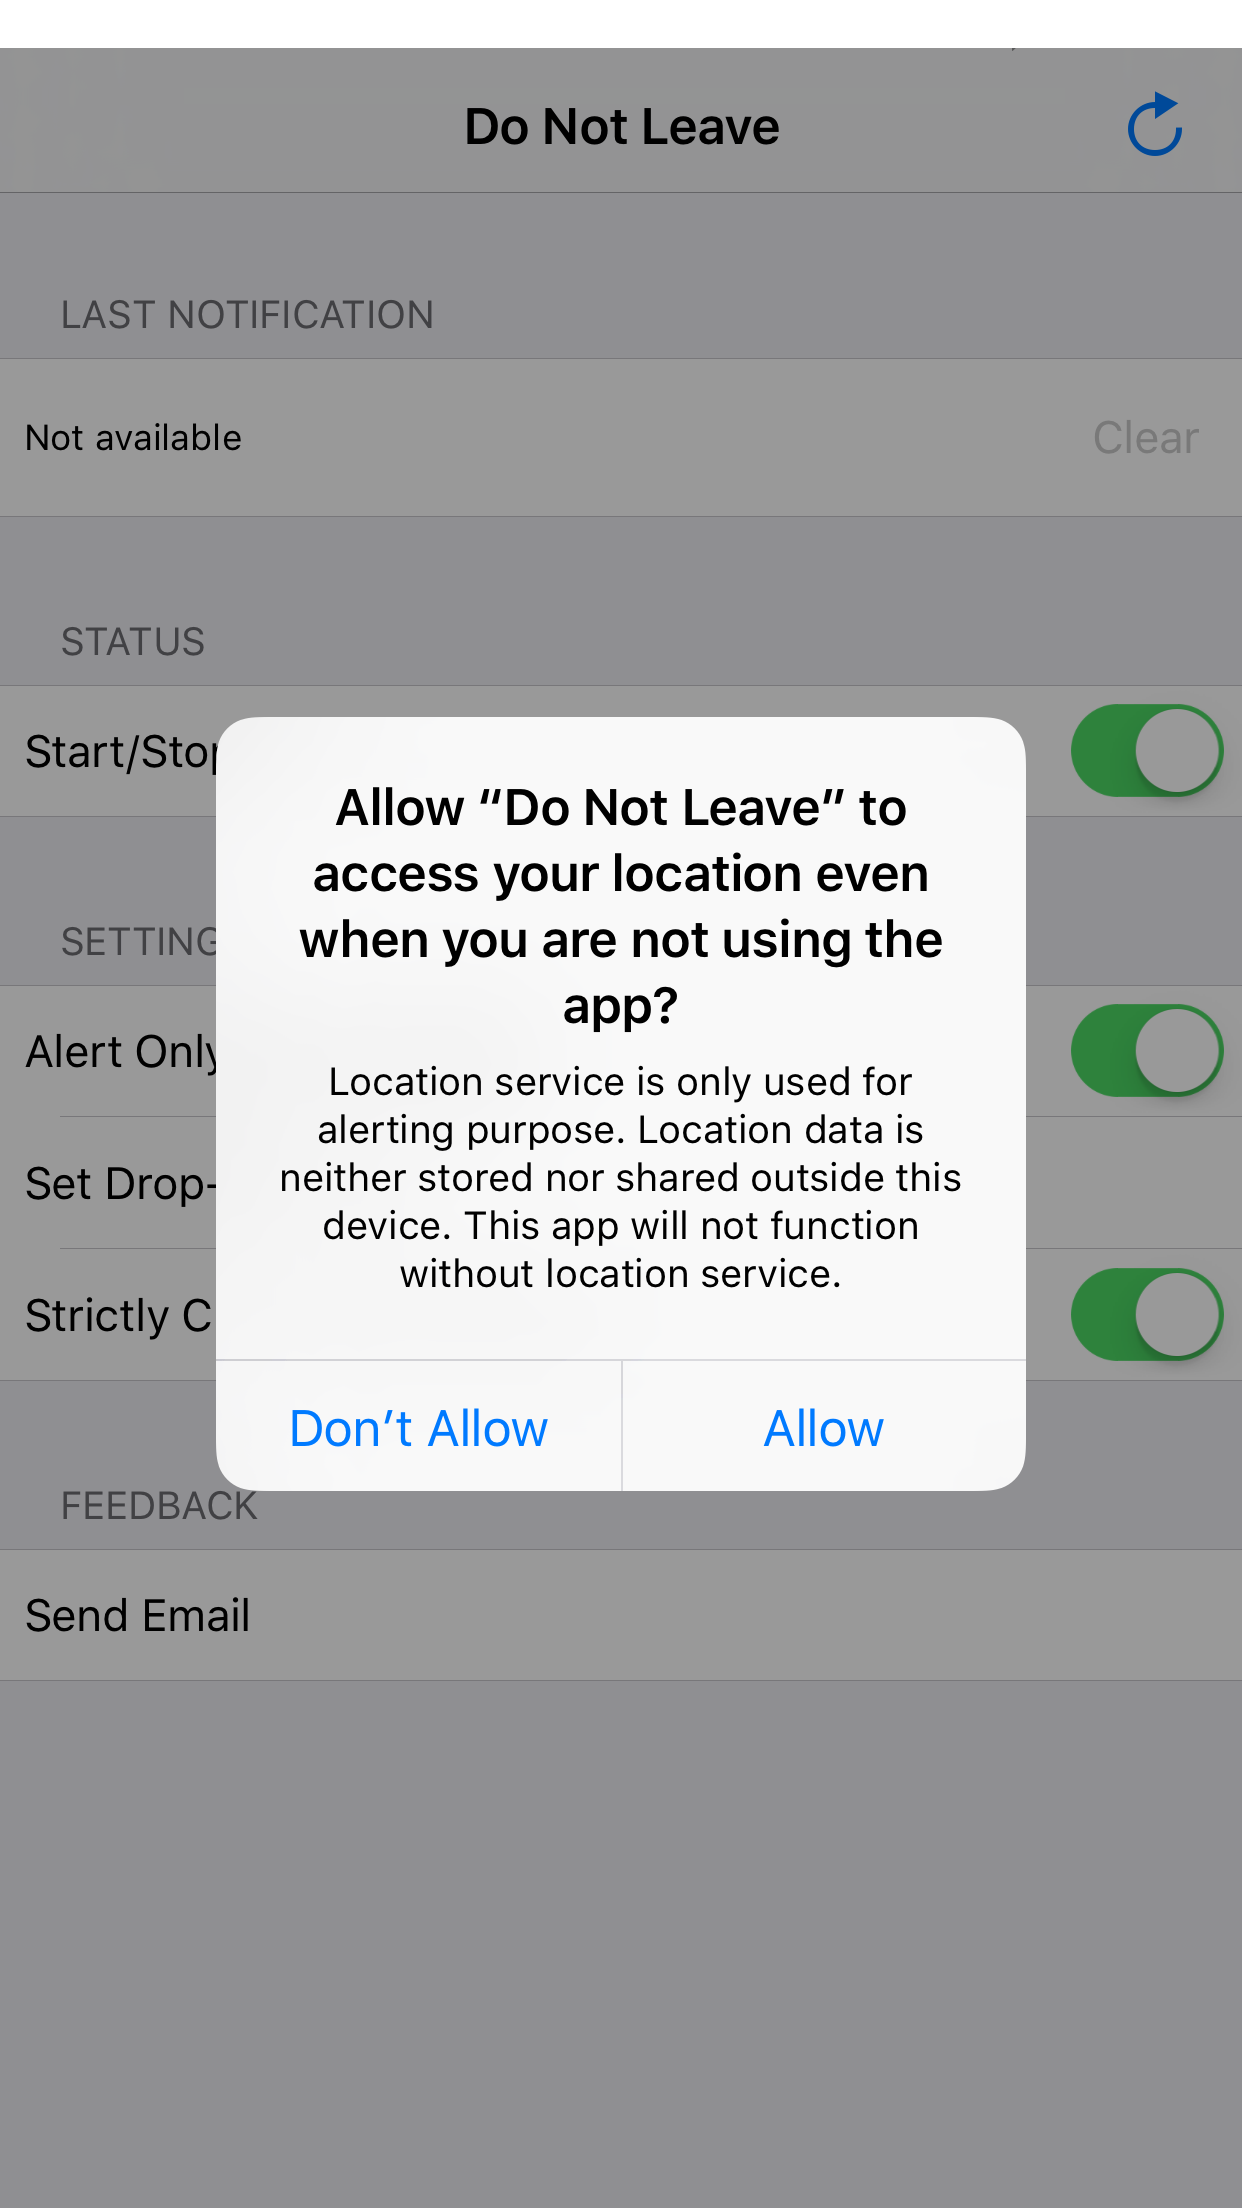 Do Not Leave
LAST NOTIFICATION
Not available Clear
STATUS
Start/Stop
SETTING
Alert Only
Set Drop-
Strictly C
Allow “Do Not Leave” to
access your location even
when you are not using the
app?
Location service is only used for
alerting purpose. Location data is
neither stored nor shared outside this
device. This app will not function
without location service.
Don’t Allow Allow
FEEDBACK
Send Email